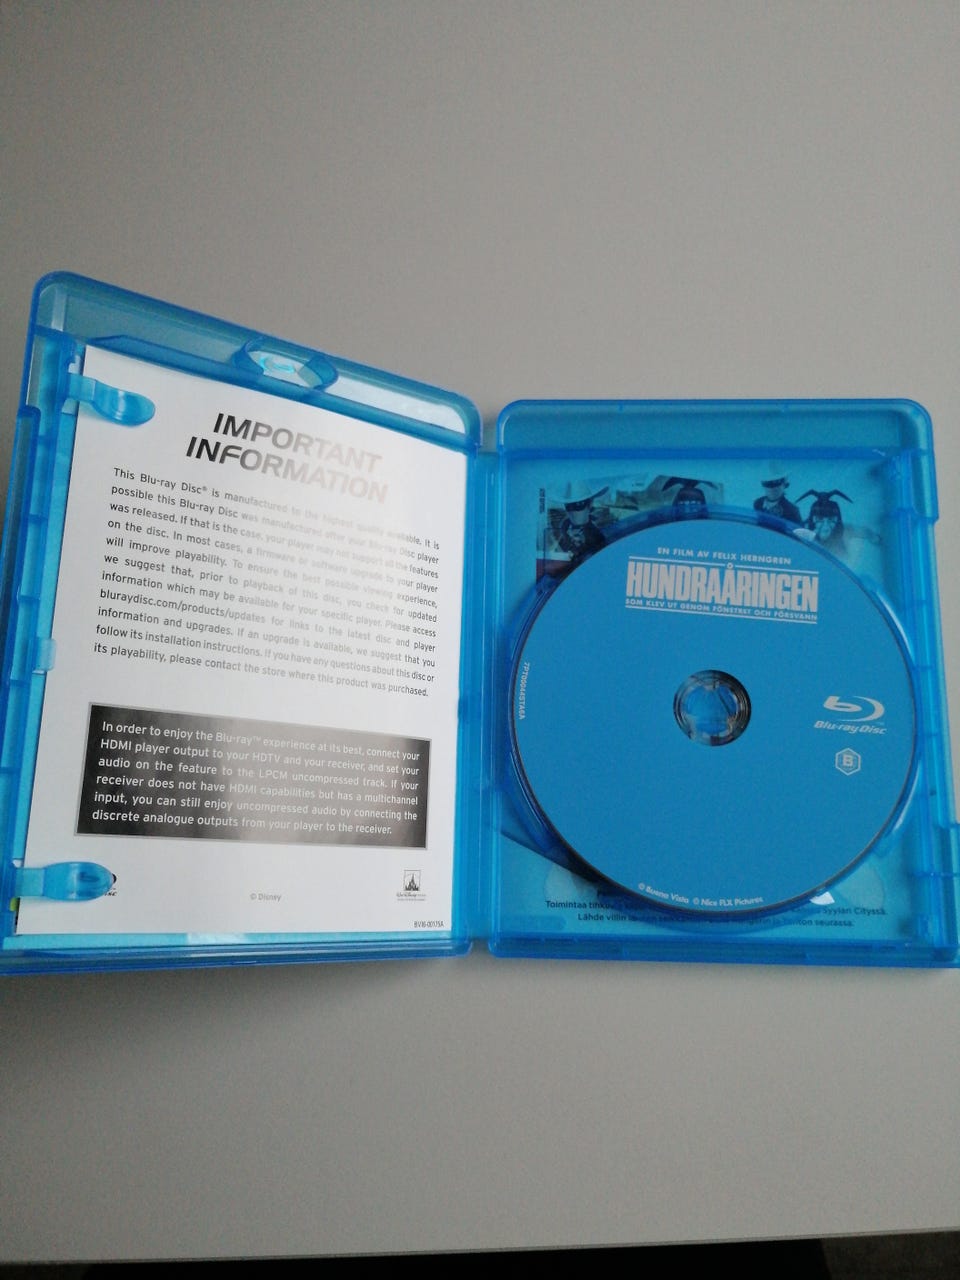 IMPORTANT
INFORMATION
This Blu-ray Disc® is manufactured to the highest quality available. It is
possible this Blu-ray Disc was manufactured after your Blu-ray Disc player
was released. If that is the case, your player may not support all the features
on the disc. In most cases, a firmware or software upgrade to your player
will improve playability. To ensure the best possible viewing experience,
we suggest that, prior to playback of this disc, you check for updated
information which may be available for your specific player. Please access
bluraydisc.com/products/updates for links to the latest disc and player
information and upgrades. If an upgrade is available, we suggest that you
follow its installation instructions. If you have any questions about this disc or
its playability, please contact the store where this product was purchased.
In order to enjoy the Blu-ray™ experience at its best, connect your
HDMI player output to your HDTV and your receiver, and set your
audio on the feature to the LPCM uncompressed track. If your
receiver does not have HDMI capabilities but has a multichannel
input, you can still enjoy uncompressed audio by connecting the
discrete analogue outputs from your player to the receiver.
© Disney
BVI6-00175A
EN FILM AV FELIX HERNGREN
HUNDRAÅRINGEN
SOM KLEV UT GENOM FÖNSTRET OCH FÖRSVANN
7PT00044STA6A
Blu-ray Disc™
B
© Buena Vista © Nice FLX Pictures
Toimintaa
Cityssä.
Lähde villin
seurassa.